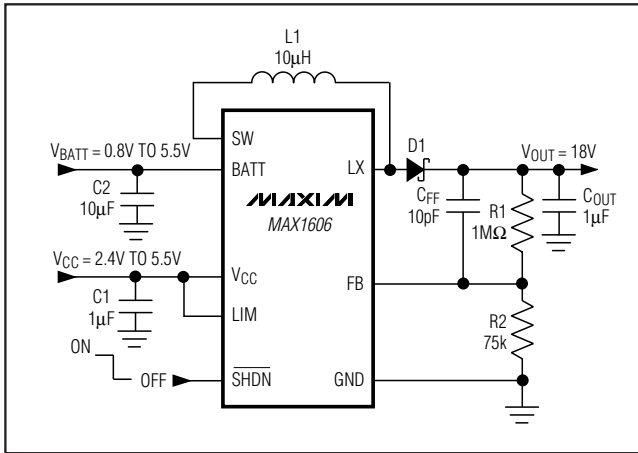 L1
10µH
SW
V_BATT = 0.8V TO 5.5V
BATT
LX
D1
V_OUT = 18V
C2
10µF
MAXIM
MAX1606
C_FF
10pF
R1
1MΩ
C_OUT
1µF
V_CC = 2.4V TO 5.5V
V_CC
FB
C1
1µF
LIM
R2
75k
ON
OFF
SHDN
GND